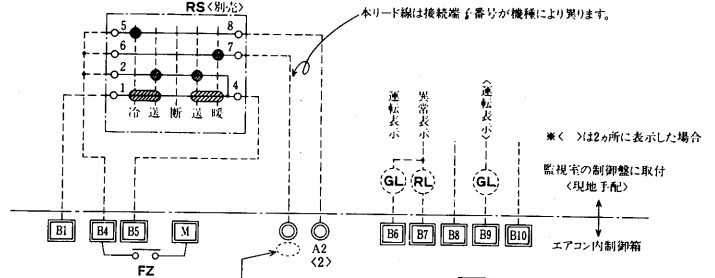 RS〈別売〉
本リード線は接続端子番号が機種により異ります。
5 8
6 7
2
1 4
冷 送 断 送 暖
運転表示
異常表示
〈運転表示〉
※〈 〉は2ヵ所に表示した場合
GL RL GL
監視室の制御盤に取付
〈現地手配〉
B1 B4 B5 M
A2
〈2〉
B6 B7 B8 B9 B10
エアコン内制御箱
FZ